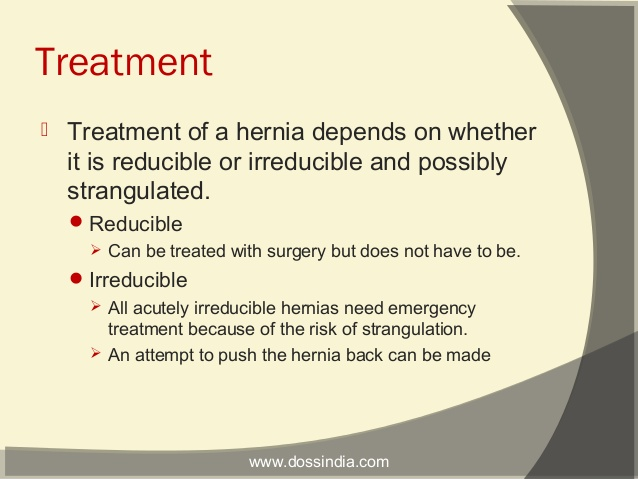 Treatment
Treatment of a hernia depends on whether
it is reducible or irreducible and possibly
strangulated.
Reducible
Can be treated with surgery but does not have to be.
Irreducible
All acutely irreducible hernias need emergency
treatment because of the risk of strangulation.
An attempt to push the hernia back can be made
www.dossindia.com